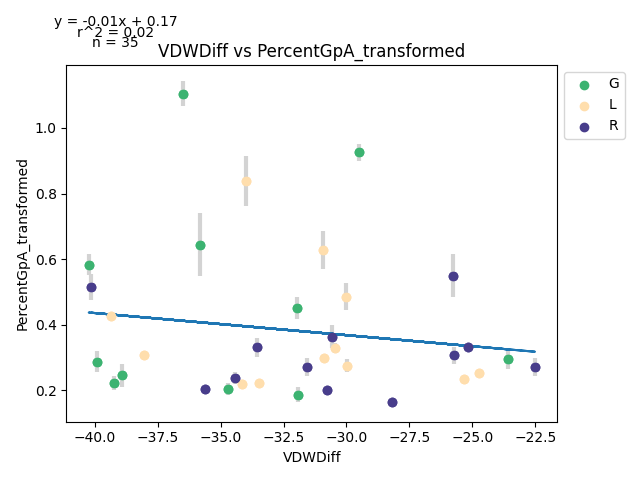 y = -0.01x + 0.17
r^2 = 0.02
n = 35
VDWDiff vs PercentGpA_transformed
G
L
R
PercentGpA_transformed
1.0
0.8
0.6
0.4
0.2
−40.0 −37.5 −35.0 −32.5 −30.0 −27.5 −25.0 −22.5
VDWDiff